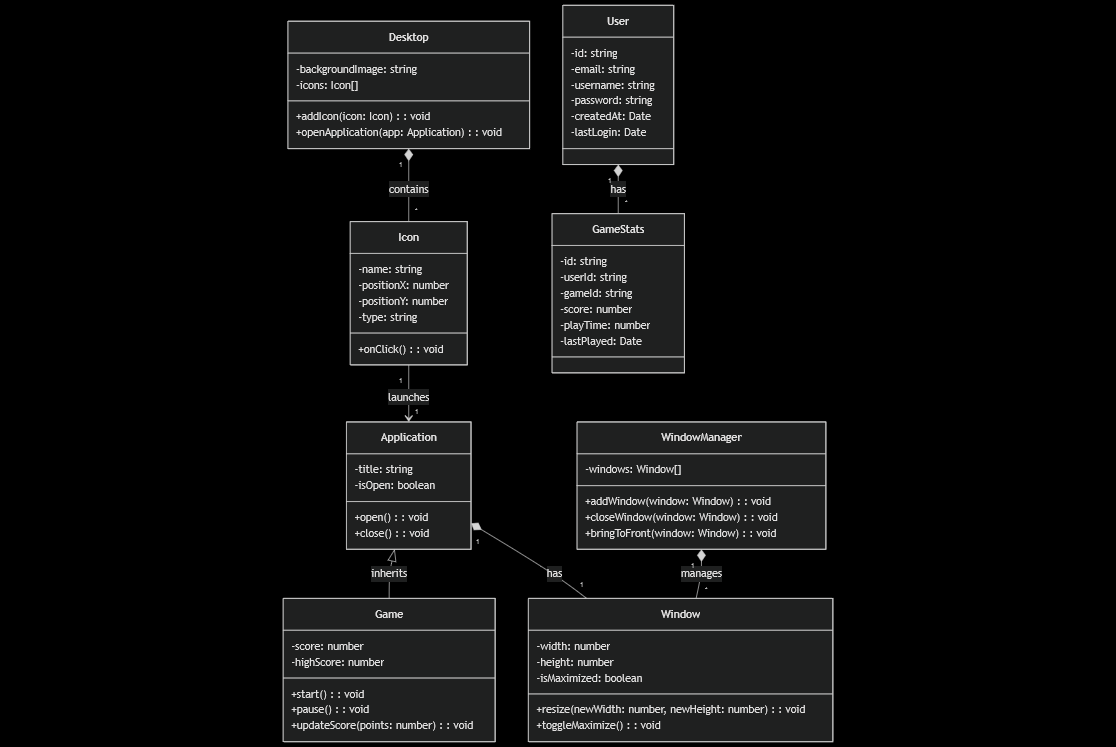 Desktop
-backgroundImage: string
-icons: Icon[]
+addIcon(icon: Icon) : : void
+openApplication(app: Application) : : void
User
-id: string
-email: string
-username: string
-password: string
-createdAt: Date
-lastLogin: Date
1
contains
*
1
has
*
Icon
-name: string
-positionX: number
-positionY: number
-type: string
+onClick() : : void
GameStats
-id: string
-userId: string
-gameId: string
-score: number
-playTime: number
-lastPlayed: Date
1
launches
1
Application
-title: string
-isOpen: boolean
+open() : : void
+close() : : void
WindowManager
-windows: Window[]
+addWindow(window: Window) : : void
+closeWindow(window: Window) : : void
+bringToFront(window: Window) : : void
inherits
1
has
1
1
manages
*
Game
-score: number
-highScore: number
+start() : : void
+pause() : : void
+updateScore(points: number) : : void
Window
-width: number
-height: number
-isMaximized: boolean
+resize(newWidth: number, newHeight: number) : : void
+toggleMaximize() : : void